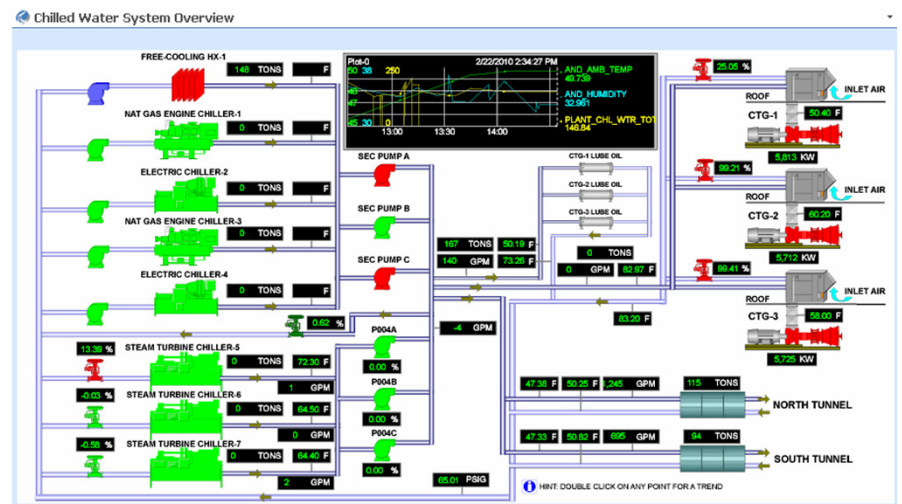 Chilled Water System Overview
FREE-COOLING HX-1
148 TONS F
NAT GAS ENGINE CHILLER-1
0 TONS F
ELECTRIC CHILLER-2
0 TONS F
NAT GAS ENGINE CHILLER-3
0 TONS F
ELECTRIC CHILLER-4
0 TONS F
0.62 %
13.39 %
STEAM TURBINE CHILLER-5
0 TONS 72.30 F
1 GPM
-0.03 %
STEAM TURBINE CHILLER-6
0 TONS 64.50 F
0 GPM
-0.58 %
STEAM TURBINE CHILLER-7
0 TONS 64.40 F
2 GPM
Plot-0 2/22/2010 2:34:27 PM
50 38 250
47
45 30 0
13:00 13:30 14:00
AND_AMB_TEMP
49.739
AND_HUMIDITY
32.961
PLANT_CHL_WTR_TOT
146.84
SEC PUMP A
SEC PUMP B
SEC PUMP C
P004A
0.00 %
P004B
0.00 %
P004C
0.00 %
CTG-1 LUBE OIL
CTG-2 LUBE OIL
CTG-3 LUBE OIL
167 TONS 50.19 F
140 GPM 73.26 F
0 TONS
0 GPM 82.97 F
83.20 F
-4 GPM
65.01 PSIG
25.05 %
ROOF INLET AIR
CTG-1 50.40 F
5,813 KW
99.21 %
ROOF INLET AIR
CTG-2 60.20 F
5,712 KW
99.41 %
ROOF INLET AIR
CTG-3 58.00 F
5,725 KW
47.38 F 50.25 F 1,245 GPM 115 TONS
NORTH TUNNEL
47.33 F 50.82 F 695 GPM 94 TONS
SOUTH TUNNEL
HINT: DOUBLE CLICK ON ANY POINT FOR A TREND